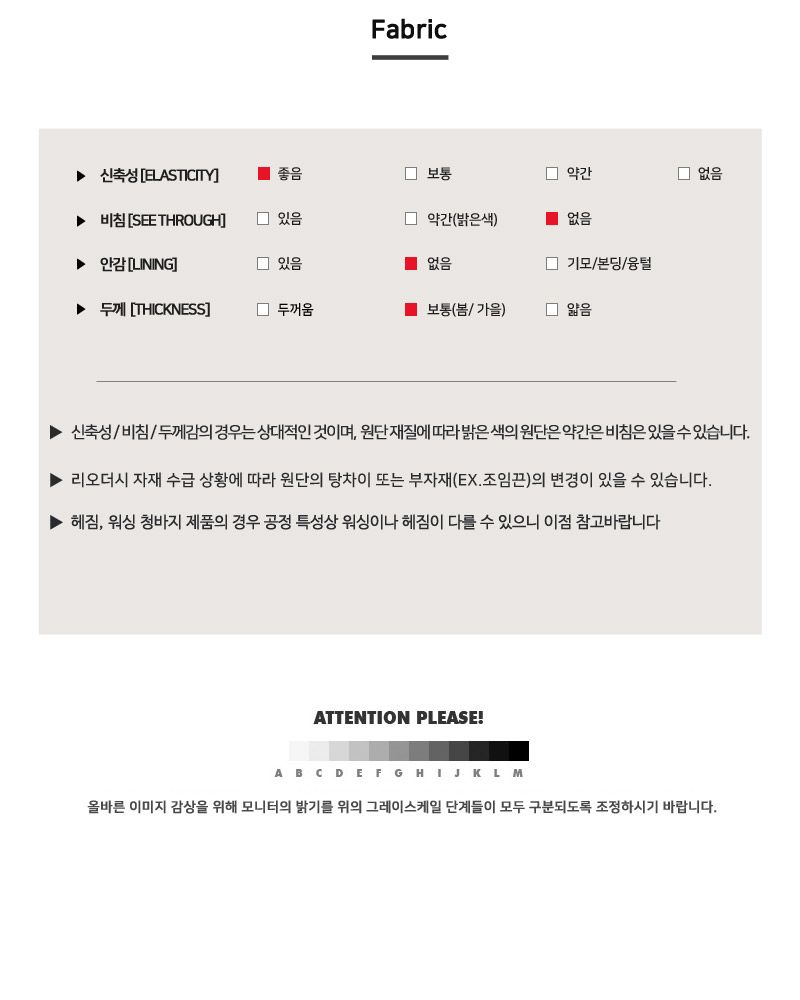 Fabric
▶ 신축성 [ELASTICITY] 좋음 보통 약간 없음
▶ 비침 [SEE THROUGH] 있음 약간(밝은색) 없음
▶ 안감 [LINING] 있음 없음 기모/본딩/융털
▶ 두께 [THICKNESS] 두꺼움 보통(봄/ 가을) 얇음
▶ 신축성 / 비침 / 두께감의 경우는 상대적인 것이며, 원단 재질에 따라 밝은 색의 원단은 약간은 비침은 있을 수 있습니다.
▶ 리오더시 자재 수급 상황에 따라 원단의 탕차이 또는 부자재(EX.조임끈)의 변경이 있을 수 있습니다.
▶ 헤짐, 워싱 청바지 제품의 경우 공정 특성상 워싱이나 헤짐이 다를 수 있으니 이점 참고바랍니다
ATTENTION PLEASE!
A B C D E F G H I J K L M
올바른 이미지 감상을 위해 모니터의 밝기를 위의 그레이스케일 단계들이 모두 구분되도록 조정하시기 바랍니다.